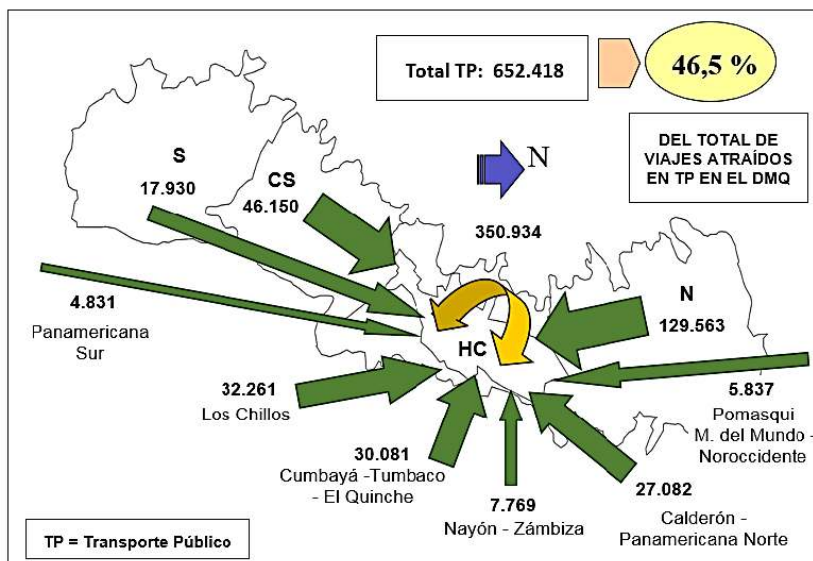 Total TP: 652.418
46,5 %
DEL TOTAL DE
VIAJES ATRAÍDOS
EN TP EN EL DMQ
N
S
17.930
CS
46.150
350.934
N
129.563
HC
4.831
Panamericana
Sur
32.261
Los Chillos
30.081
Cumbayá -Tumbaco
- El Quinche
7.769
Nayón - Zámbiza
27.082
Calderón -
Panamericana Norte
5.837
Pomasqui
M. del Mundo -
Noroccidente
TP = Transporte Público